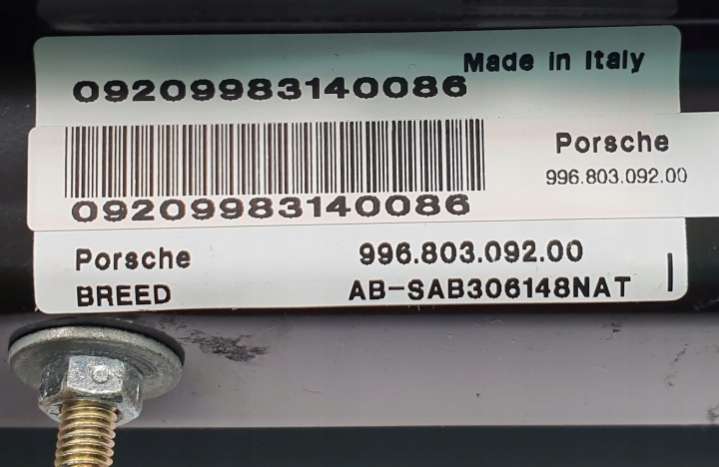 Made in Italy
09209983140086
Porsche
996.803.092.00
09209983140086
Porsche 996.803.092.00
BREED AB-SAB306148NAT